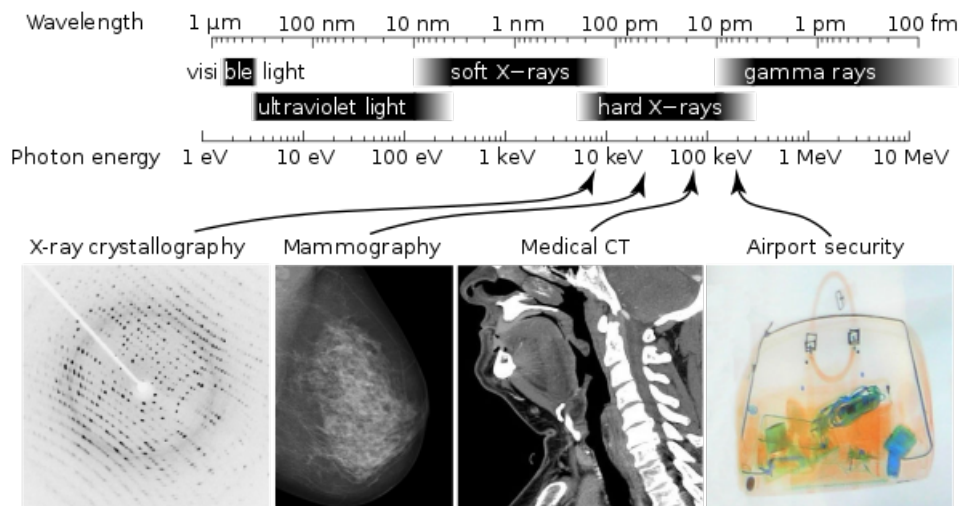 Wavelength 1 μm 100 nm 10 nm 1 nm 100 pm 10 pm 1 pm 100 fm
visible light soft X−rays gamma rays
ultraviolet light hard X−rays
Photon energy 1 eV 10 eV 100 eV 1 keV 10 keV 100 keV 1 MeV 10 MeV
X-ray crystallography Mammography Medical CT Airport security